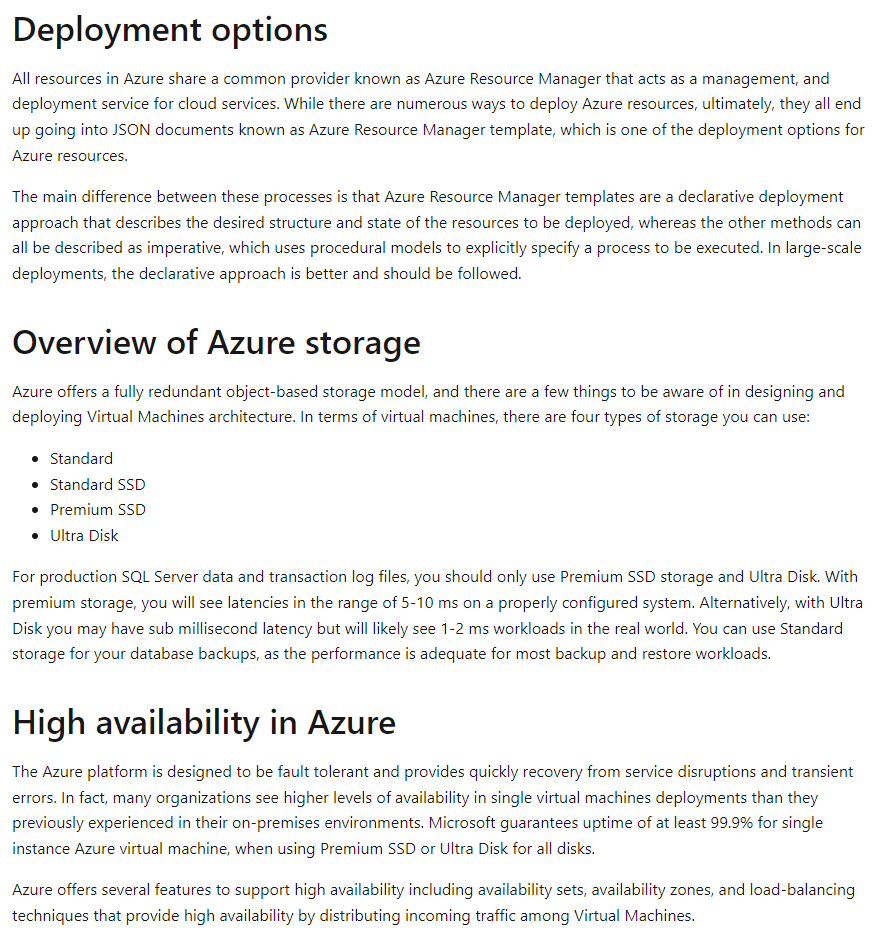 Deployment options
All resources in Azure share a common provider known as Azure Resource Manager that acts as a management, and
deployment service for cloud services. While there are numerous ways to deploy Azure resources, ultimately, they all end
up going into JSON documents known as Azure Resource Manager template, which is one of the deployment options for
Azure resources.
The main difference between these processes is that Azure Resource Manager templates are a declarative deployment
approach that describes the desired structure and state of the resources to be deployed, whereas the other methods can
all be described as imperative, which uses procedural models to explicitly specify a process to be executed. In large-scale
deployments, the declarative approach is better and should be followed.
Overview of Azure storage
Azure offers a fully redundant object-based storage model, and there are a few things to be aware of in designing and
deploying Virtual Machines architecture. In terms of virtual machines, there are four types of storage you can use:
• Standard
• Standard SSD
• Premium SSD
• Ultra Disk
For production SQL Server data and transaction log files, you should only use Premium SSD storage and Ultra Disk. With
premium storage, you will see latencies in the range of 5-10 ms on a properly configured system. Alternatively, with Ultra
Disk you may have sub millisecond latency but will likely see 1-2 ms workloads in the real world. You can use Standard
storage for your database backups, as the performance is adequate for most backup and restore workloads.
High availability in Azure
The Azure platform is designed to be fault tolerant and provides quickly recovery from service disruptions and transient
errors. In fact, many organizations see higher levels of availability in single virtual machines deployments than they
previously experienced in their on-premises environments. Microsoft guarantees uptime of at least 99.9% for single
instance Azure virtual machine, when using Premium SSD or Ultra Disk for all disks.
Azure offers several features to support high availability including availability sets, availability zones, and load-balancing
techniques that provide high availability by distributing incoming traffic among Virtual Machines.